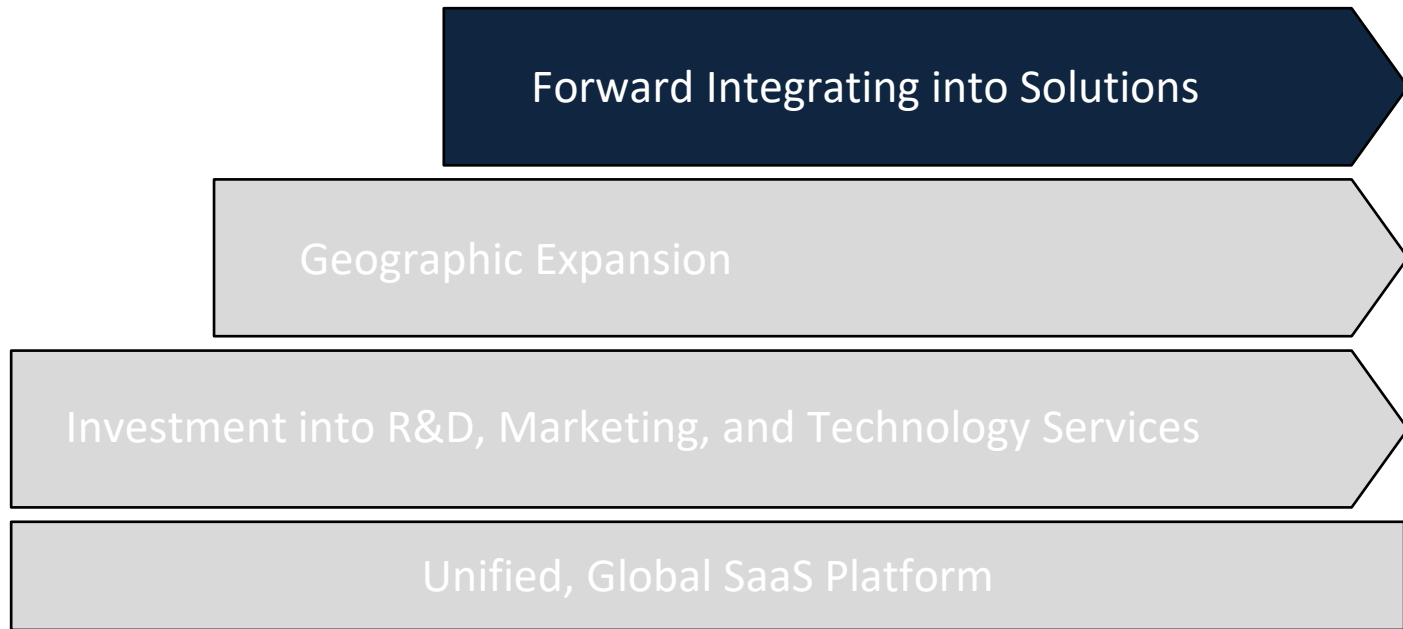 Forward Integrating into Solutions
Geographic Expansion
Investment into R&D, Marketing, and Technology Services
Unified, Global SaaS Platform